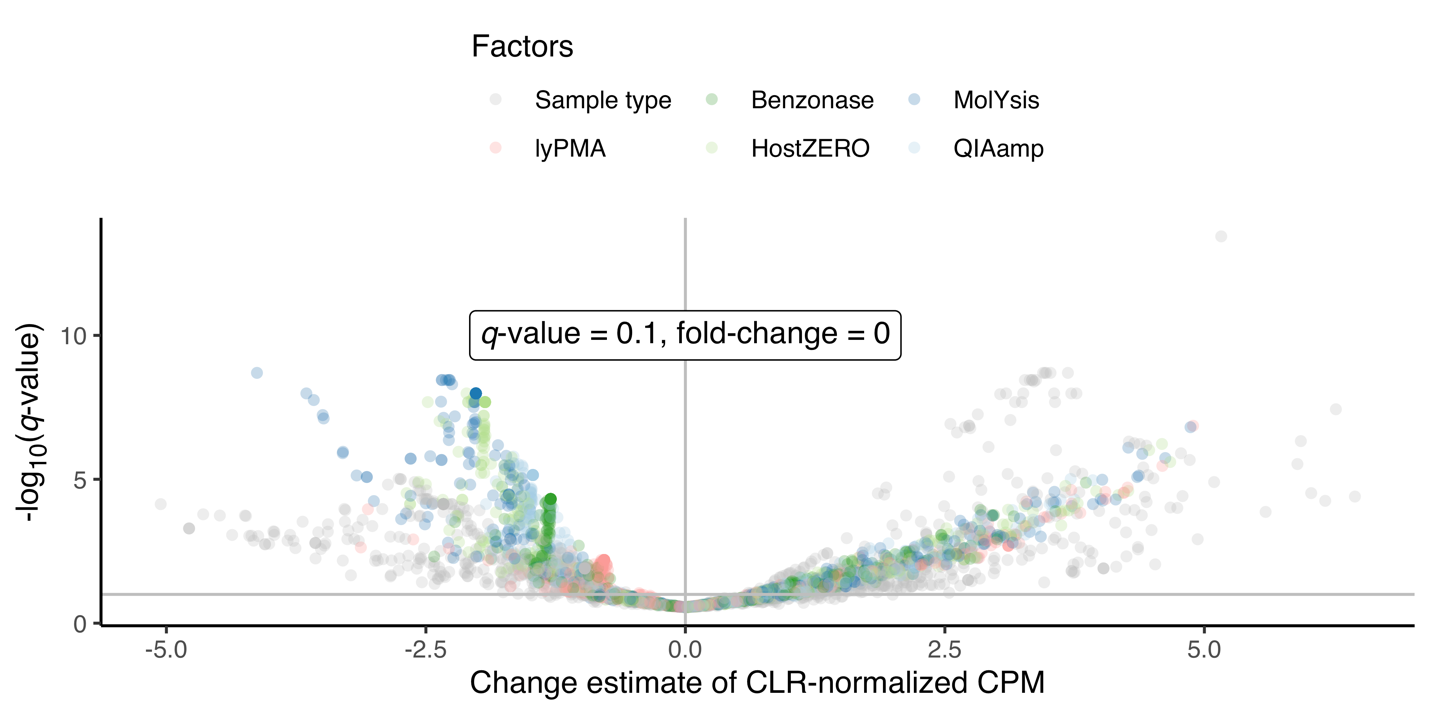 Factors
Sample type Benzonase MolYsis
lyPMA HostZERO QIAamp
q-value = 0.1, fold-change = 0
-log10(q-value)
10
5
0
-5.0 -2.5 0.0 2.5 5.0
Change estimate of CLR-normalized CPM